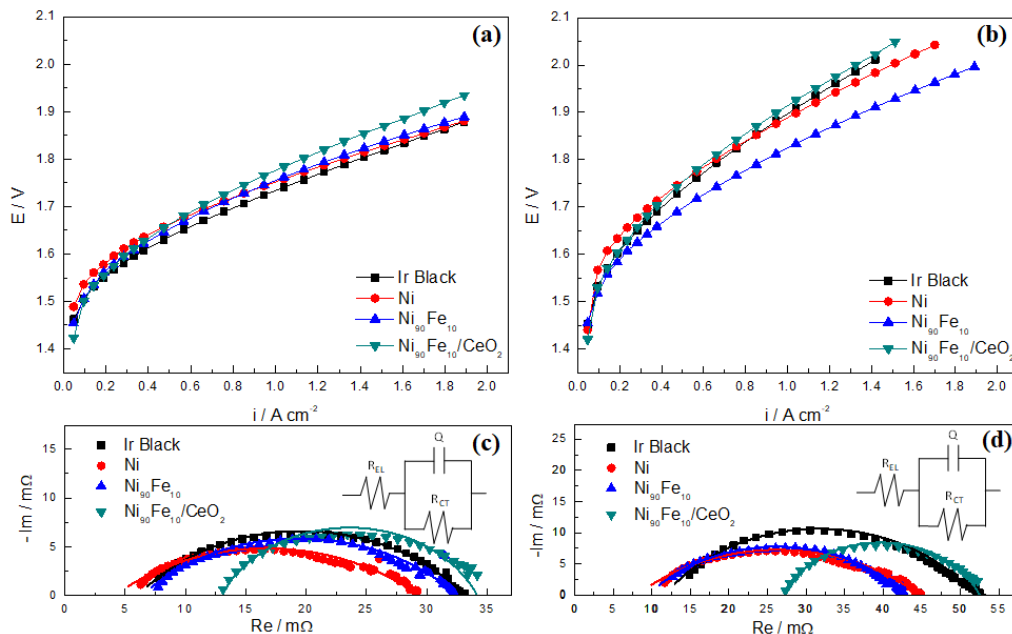 (a)
2.1
2.0
1.9
1.8
1.7
1.6
1.5
1.4
E / V
Ir Black
Ni
Ni₉₀Fe₁₀
Ni₉₀Fe₁₀/CeO₂
0.0 0.2 0.4 0.6 0.8 1.0 1.2 1.4 1.6 1.8 2.0
i / A cm⁻²
(b)
2.1
2.0
1.9
1.8
1.7
1.6
1.5
1.4
E / V
Ir Black
Ni
Ni₉₀Fe₁₀
Ni₉₀Fe₁₀/CeO₂
0.0 0.2 0.4 0.6 0.8 1.0 1.2 1.4 1.6 1.8 2.0
i / A cm⁻²
(c)
15
10
5
0
-Im / mΩ
Ir Black
Ni
Ni₉₀Fe₁₀
Ni₉₀Fe₁₀/CeO₂
Q
R_EL
R_CT
0 5 10 15 20 25 30 35
Re / mΩ
(d)
25
20
15
10
5
0
-Im / mΩ
Ir Black
Ni
Ni₉₀Fe₁₀
Ni₉₀Fe₁₀/CeO₂
Q
R_EL
R_CT
0 5 10 10 15 20 25 30 35 40 45 50 55
Re / mΩ